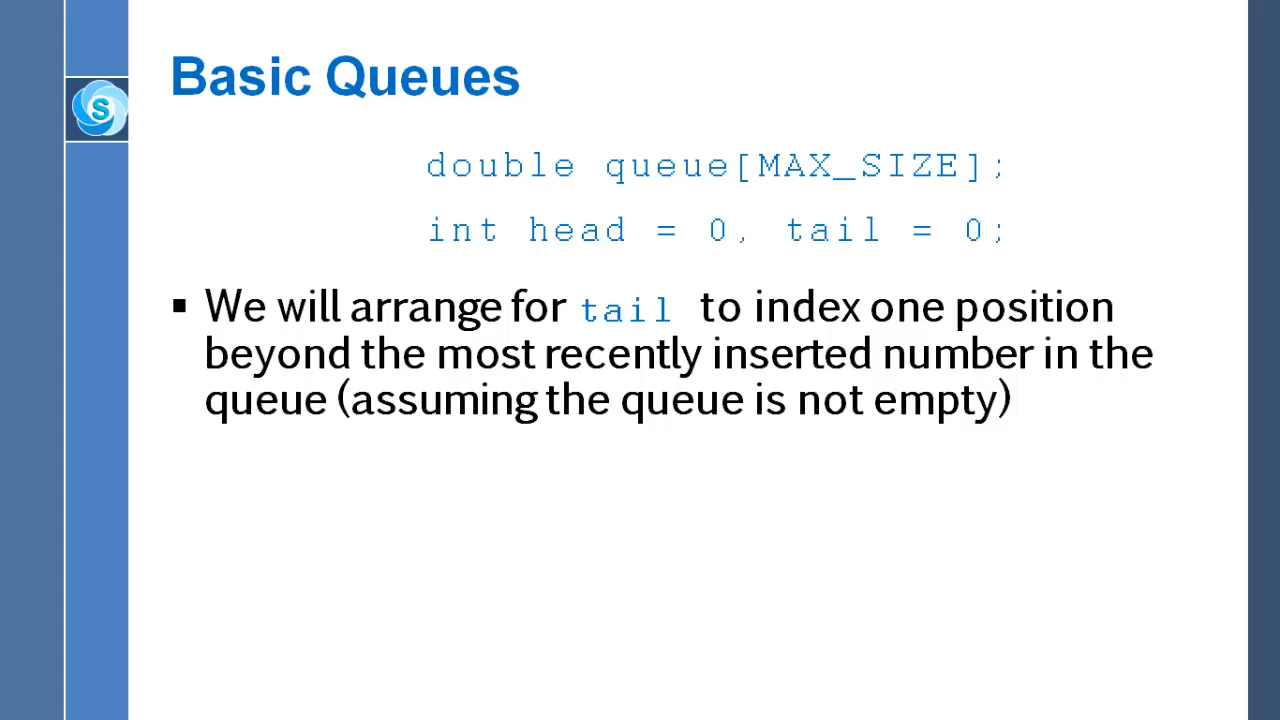 Basic Queues
S
double queue[MAX_SIZE];
int head = 0, tail = 0;
▪ We will arrange for tail to index one position
beyond the most recently inserted number in the
queue (assuming the queue is not empty)